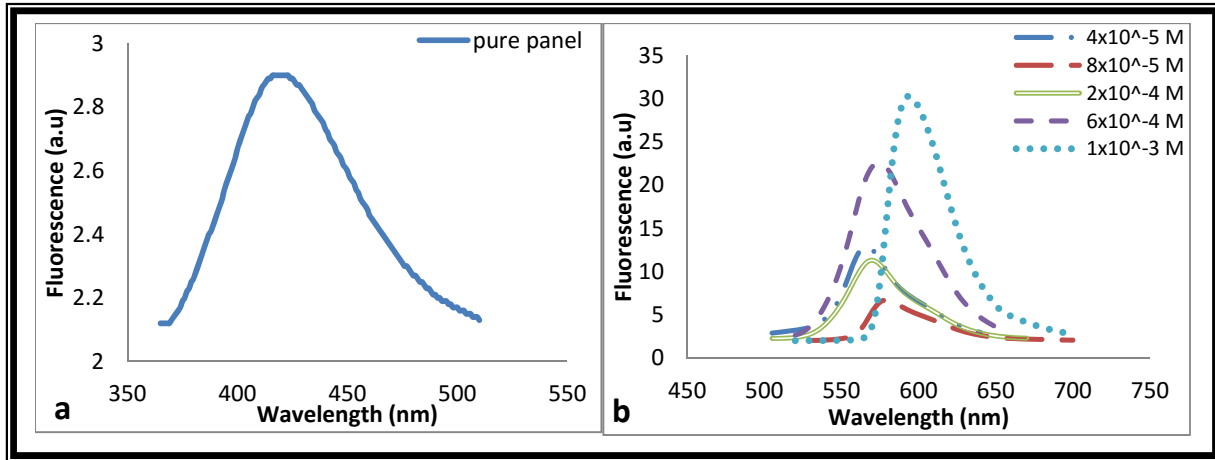 pure panel
3
2.8
2.6
2.4
2.2
2
Fluorescence (a.u)
350 400 450 500 550
Wavelength (nm)
a
4x10^-5 M
8x10^-5 M
2x10^-4 M
6x10^-4 M
1x10^-3 M
35
30
25
20
15
10
5
0
Fluorescence (a.u)
450 500 550 600 650 700 750
Wavelength (nm)
b